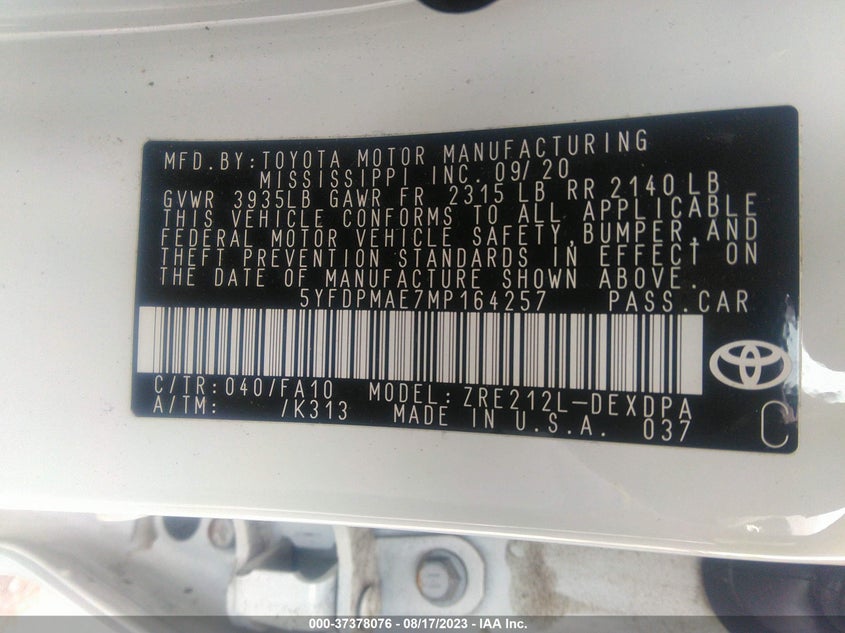 MFD.BY:TOYOTA MOTOR MANUFACTURING
MISSISSIPPI INC. 09/20
GVWR 3935LB GAWR FR 2315 LB RR 2140LB
THIS VEHICLE CONFORMS TO ALL APPLICABLE
FEDERAL MOTOR VEHICLE SAFETY,BUMPER,AND
THEFT PREVENTION STANDARDS IN EFFECT ON
THE DATE OF MANUFACTURE SHOWN ABOVE.
5YFDPMAE7MP164257 PASS.CAR
C/TR:040/FA10 MODEL:ZRE212L-DEXDPA
A/TM: /K313 MADE IN U.S.A. 037
C
000-37378076 - 08/17/2023 - IAA Inc.